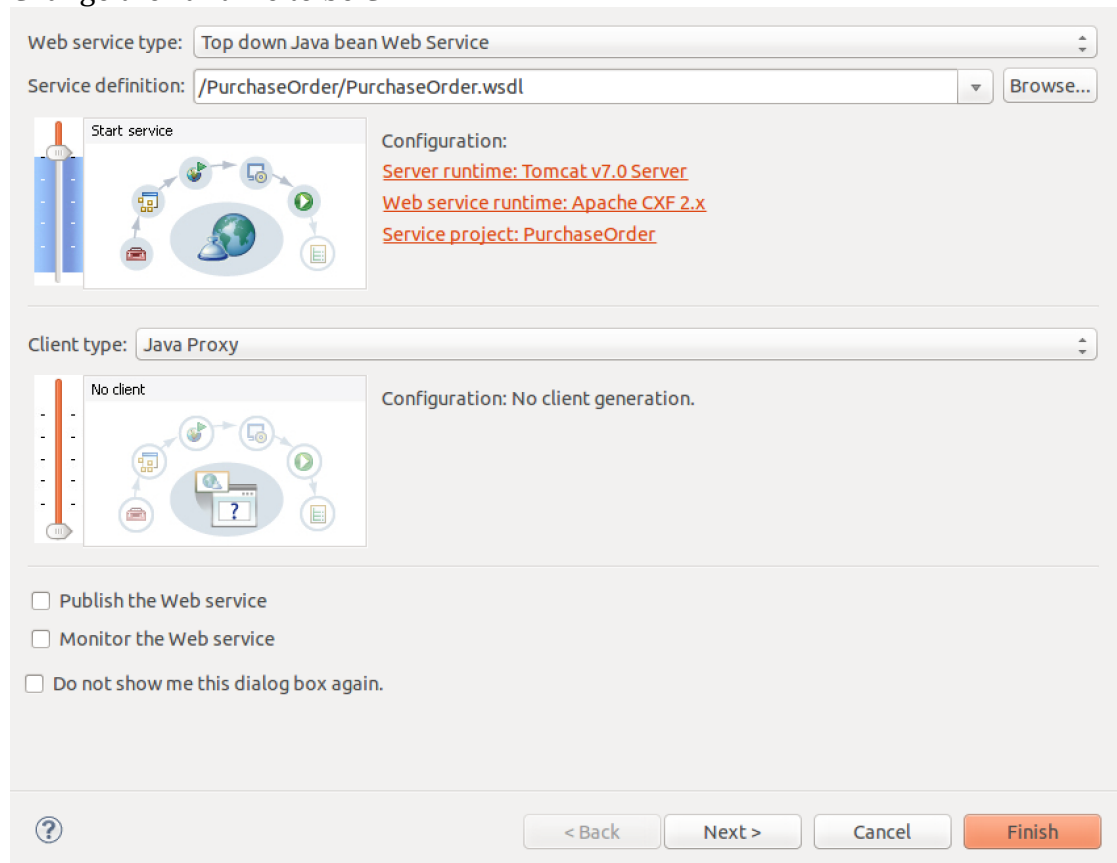 Web service type: Top down Java bean Web Service
Service definition: /PurchaseOrder/PurchaseOrder.wsdl Browse...
Start service
Configuration:
Server runtime: Tomcat v7.0 Server
Web service runtime: Apache CXF 2.x
Service project: PurchaseOrder
Client type: Java Proxy
No client
Configuration: No client generation.
?
Publish the Web service
Monitor the Web service
Do not show me this dialog box again.
? < Back Next > Cancel Finish